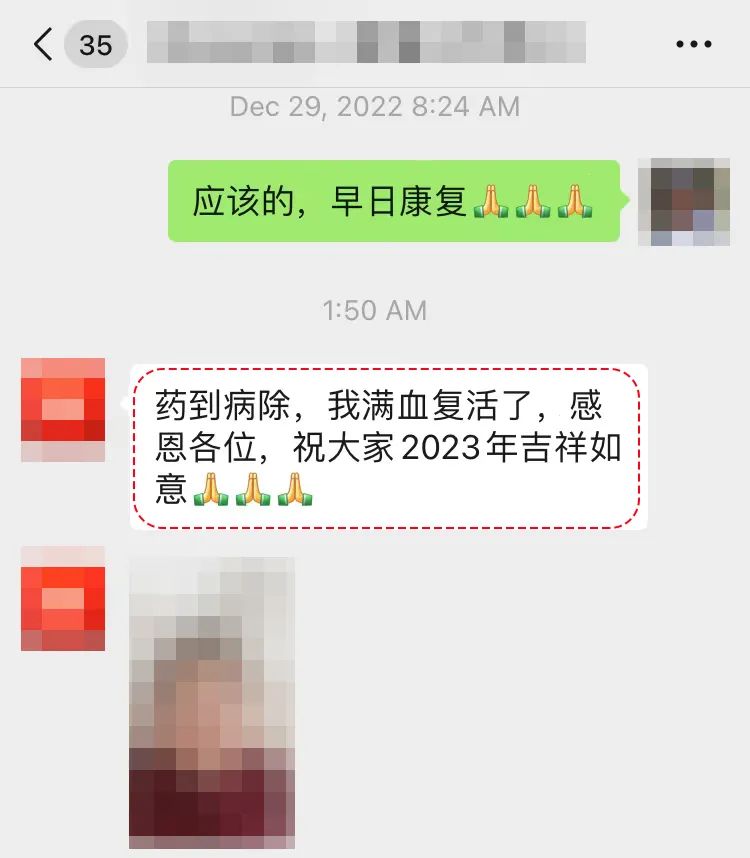 35
Dec 29, 2022 8:24 AM
应该的，早日康复🙏🙏🙏
1:50 AM
药到病除，我满血复活了，感
恩各位，祝大家2023年吉祥如
意🙏🙏🙏